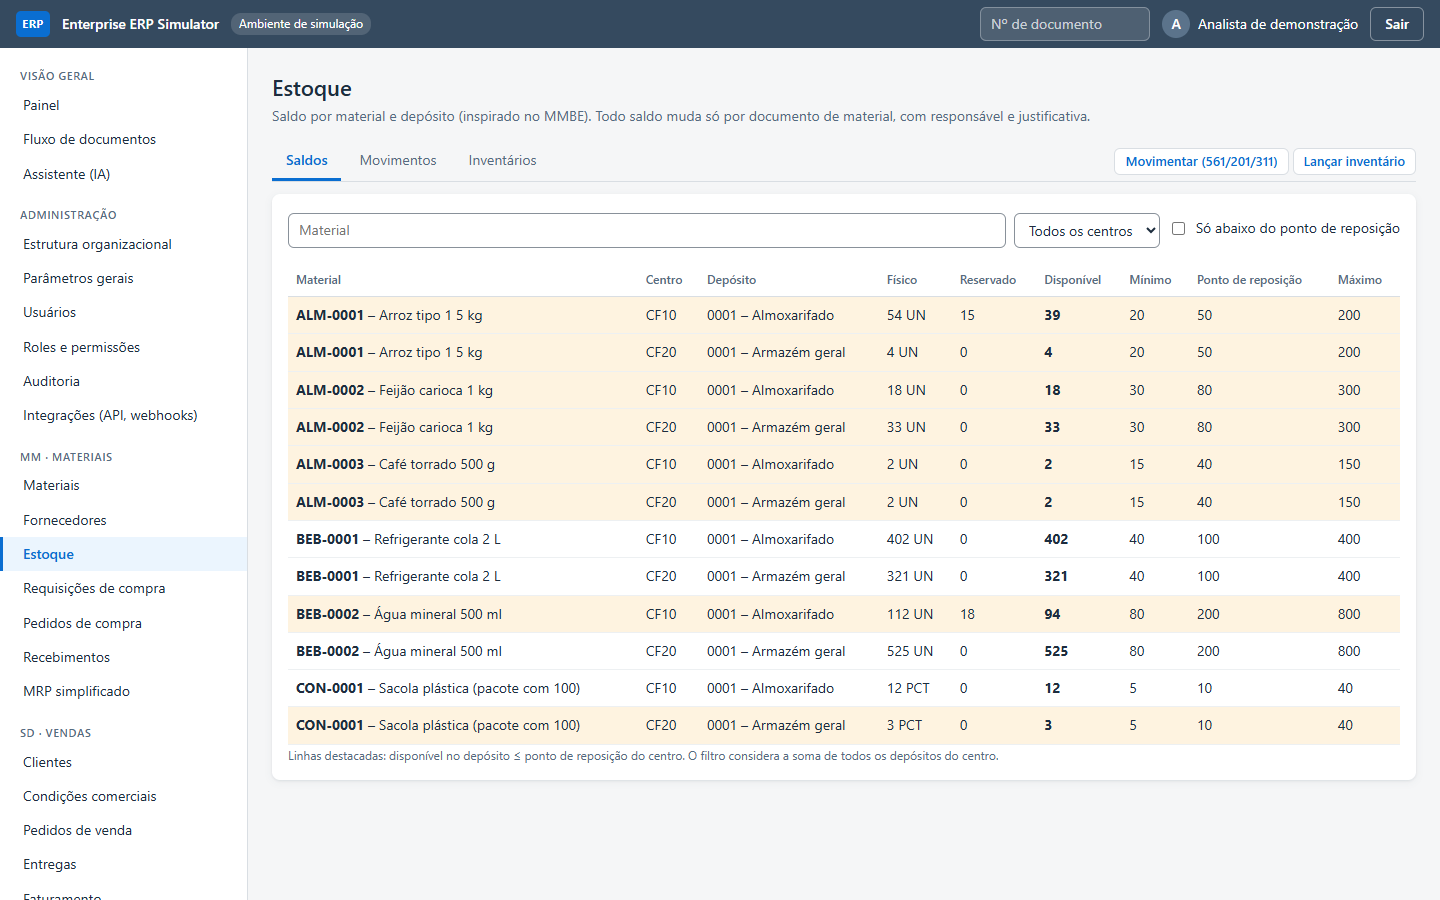 ERP Enterprise ERP Simulator Ambiente de simulação Nº de documento A Analista de demonstração Sair
VISÃO GERAL
Painel
Fluxo de documentos
Assistente (IA)
ADMINISTRAÇÃO
Estrutura organizacional
Parâmetros gerais
Usuários
Roles e permissões
Auditoria
Integrações (API, webhooks)
MM · MATERIAIS
Materiais
Fornecedores
Estoque
Requisições de compra
Pedidos de compra
Recebimentos
MRP simplificado
SD · VENDAS
Clientes
Condições comerciais
Pedidos de venda
Entregas
Faturamento
Estoque
Saldo por material e depósito (inspirado no MMBE). Todo saldo muda só por documento de material, com responsável e justificativa.
Saldos Movimentos Inventários Movimentar (561/201/311) Lançar inventário
Material Todos os centros Só abaixo do ponto de reposição
Material Centro Depósito Físico Reservado Disponível Mínimo Ponto de reposição Máximo
ALM-0001 – Arroz tipo 1 5 kg CF10 0001 – Almoxarifado 54 UN 15 39 20 50 200
ALM-0001 – Arroz tipo 1 5 kg CF20 0001 – Armazém geral 4 UN 0 4 20 50 200
ALM-0002 – Feijão carioca 1 kg CF10 0001 – Almoxarifado 18 UN 0 18 30 80 300
ALM-0002 – Feijão carioca 1 kg CF20 0001 – Armazém geral 33 UN 0 33 30 80 300
ALM-0003 – Café torrado 500 g CF10 0001 – Almoxarifado 2 UN 0 2 15 40 150
ALM-0003 – Café torrado 500 g CF20 0001 – Armazém geral 2 UN 0 2 15 40 150
BEB-0001 – Refrigerante cola 2 L CF10 0001 – Almoxarifado 402 UN 0 402 40 100 400
BEB-0001 – Refrigerante cola 2 L CF20 0001 – Armazém geral 321 UN 0 321 40 100 400
BEB-0002 – Água mineral 500 ml CF10 0001 – Almoxarifado 112 UN 18 94 80 200 800
BEB-0002 – Água mineral 500 ml CF20 0001 – Armazém geral 525 UN 0 525 80 200 800
CON-0001 – Sacola plástica (pacote com 100) CF10 0001 – Almoxarifado 12 PCT 0 12 5 10 40
CON-0001 – Sacola plástica (pacote com 100) CF20 0001 – Armazém geral 3 PCT 0 3 5 10 40
Linhas destacadas: disponível no depósito ≤ ponto de reposição do centro. O filtro considera a soma de todos os depósitos do centro.